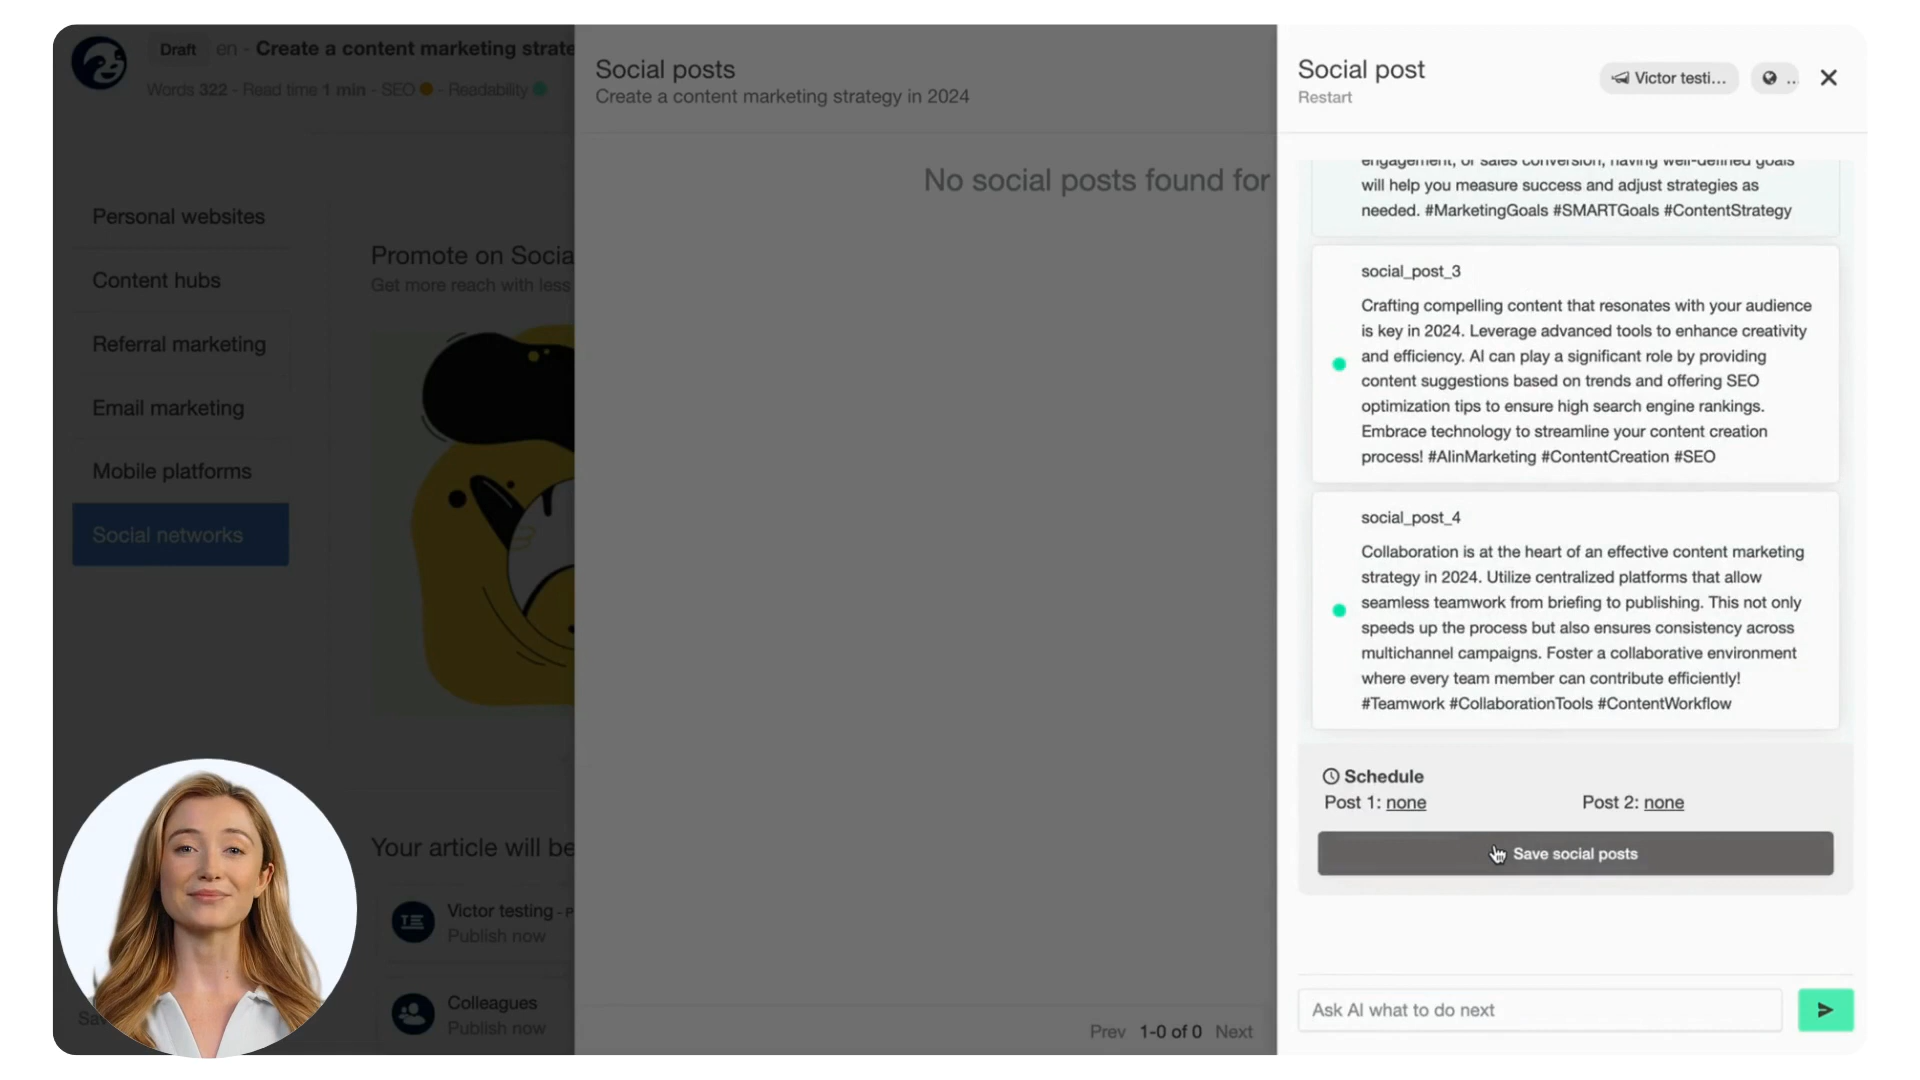 Draft en - Create a content marketing strate
Words 322 - Read time 1 min - SEO - Readability
Personal websites
Content hubs
Referral marketing
Email marketing
Mobile platforms
Social networks
Promote on Socia
Get more reach with less
Your article will be
Victor testing - P
Publish now
Colleagues
Publish now
Social posts
Create a content marketing strategy in 2024
No social posts found for
Prev 1-0 of 0 Next
Social post
Restart
Victor testi...
..
engagement, or sales conversion, having well-defined goals
will help you measure success and adjust strategies as
needed. #MarketingGoals #SMARTGoals #ContentStrategy
social_post_3
Crafting compelling content that resonates with your audience
is key in 2024. Leverage advanced tools to enhance creativity
and efficiency. AI can play a significant role by providing
content suggestions based on trends and offering SEO
optimization tips to ensure high search engine rankings.
Embrace technology to streamline your content creation
process! #AIinMarketing #ContentCreation #SEO
social_post_4
Collaboration is at the heart of an effective content marketing
strategy in 2024. Utilize centralized platforms that allow
seamless teamwork from briefing to publishing. This not only
speeds up the process but also ensures consistency across
multichannel campaigns. Foster a collaborative environment
where every team member can contribute efficiently!
#Teamwork #CollaborationTools #ContentWorkflow
Schedule
Post 1: none Post 2: none
Save social posts
Ask AI what to do next